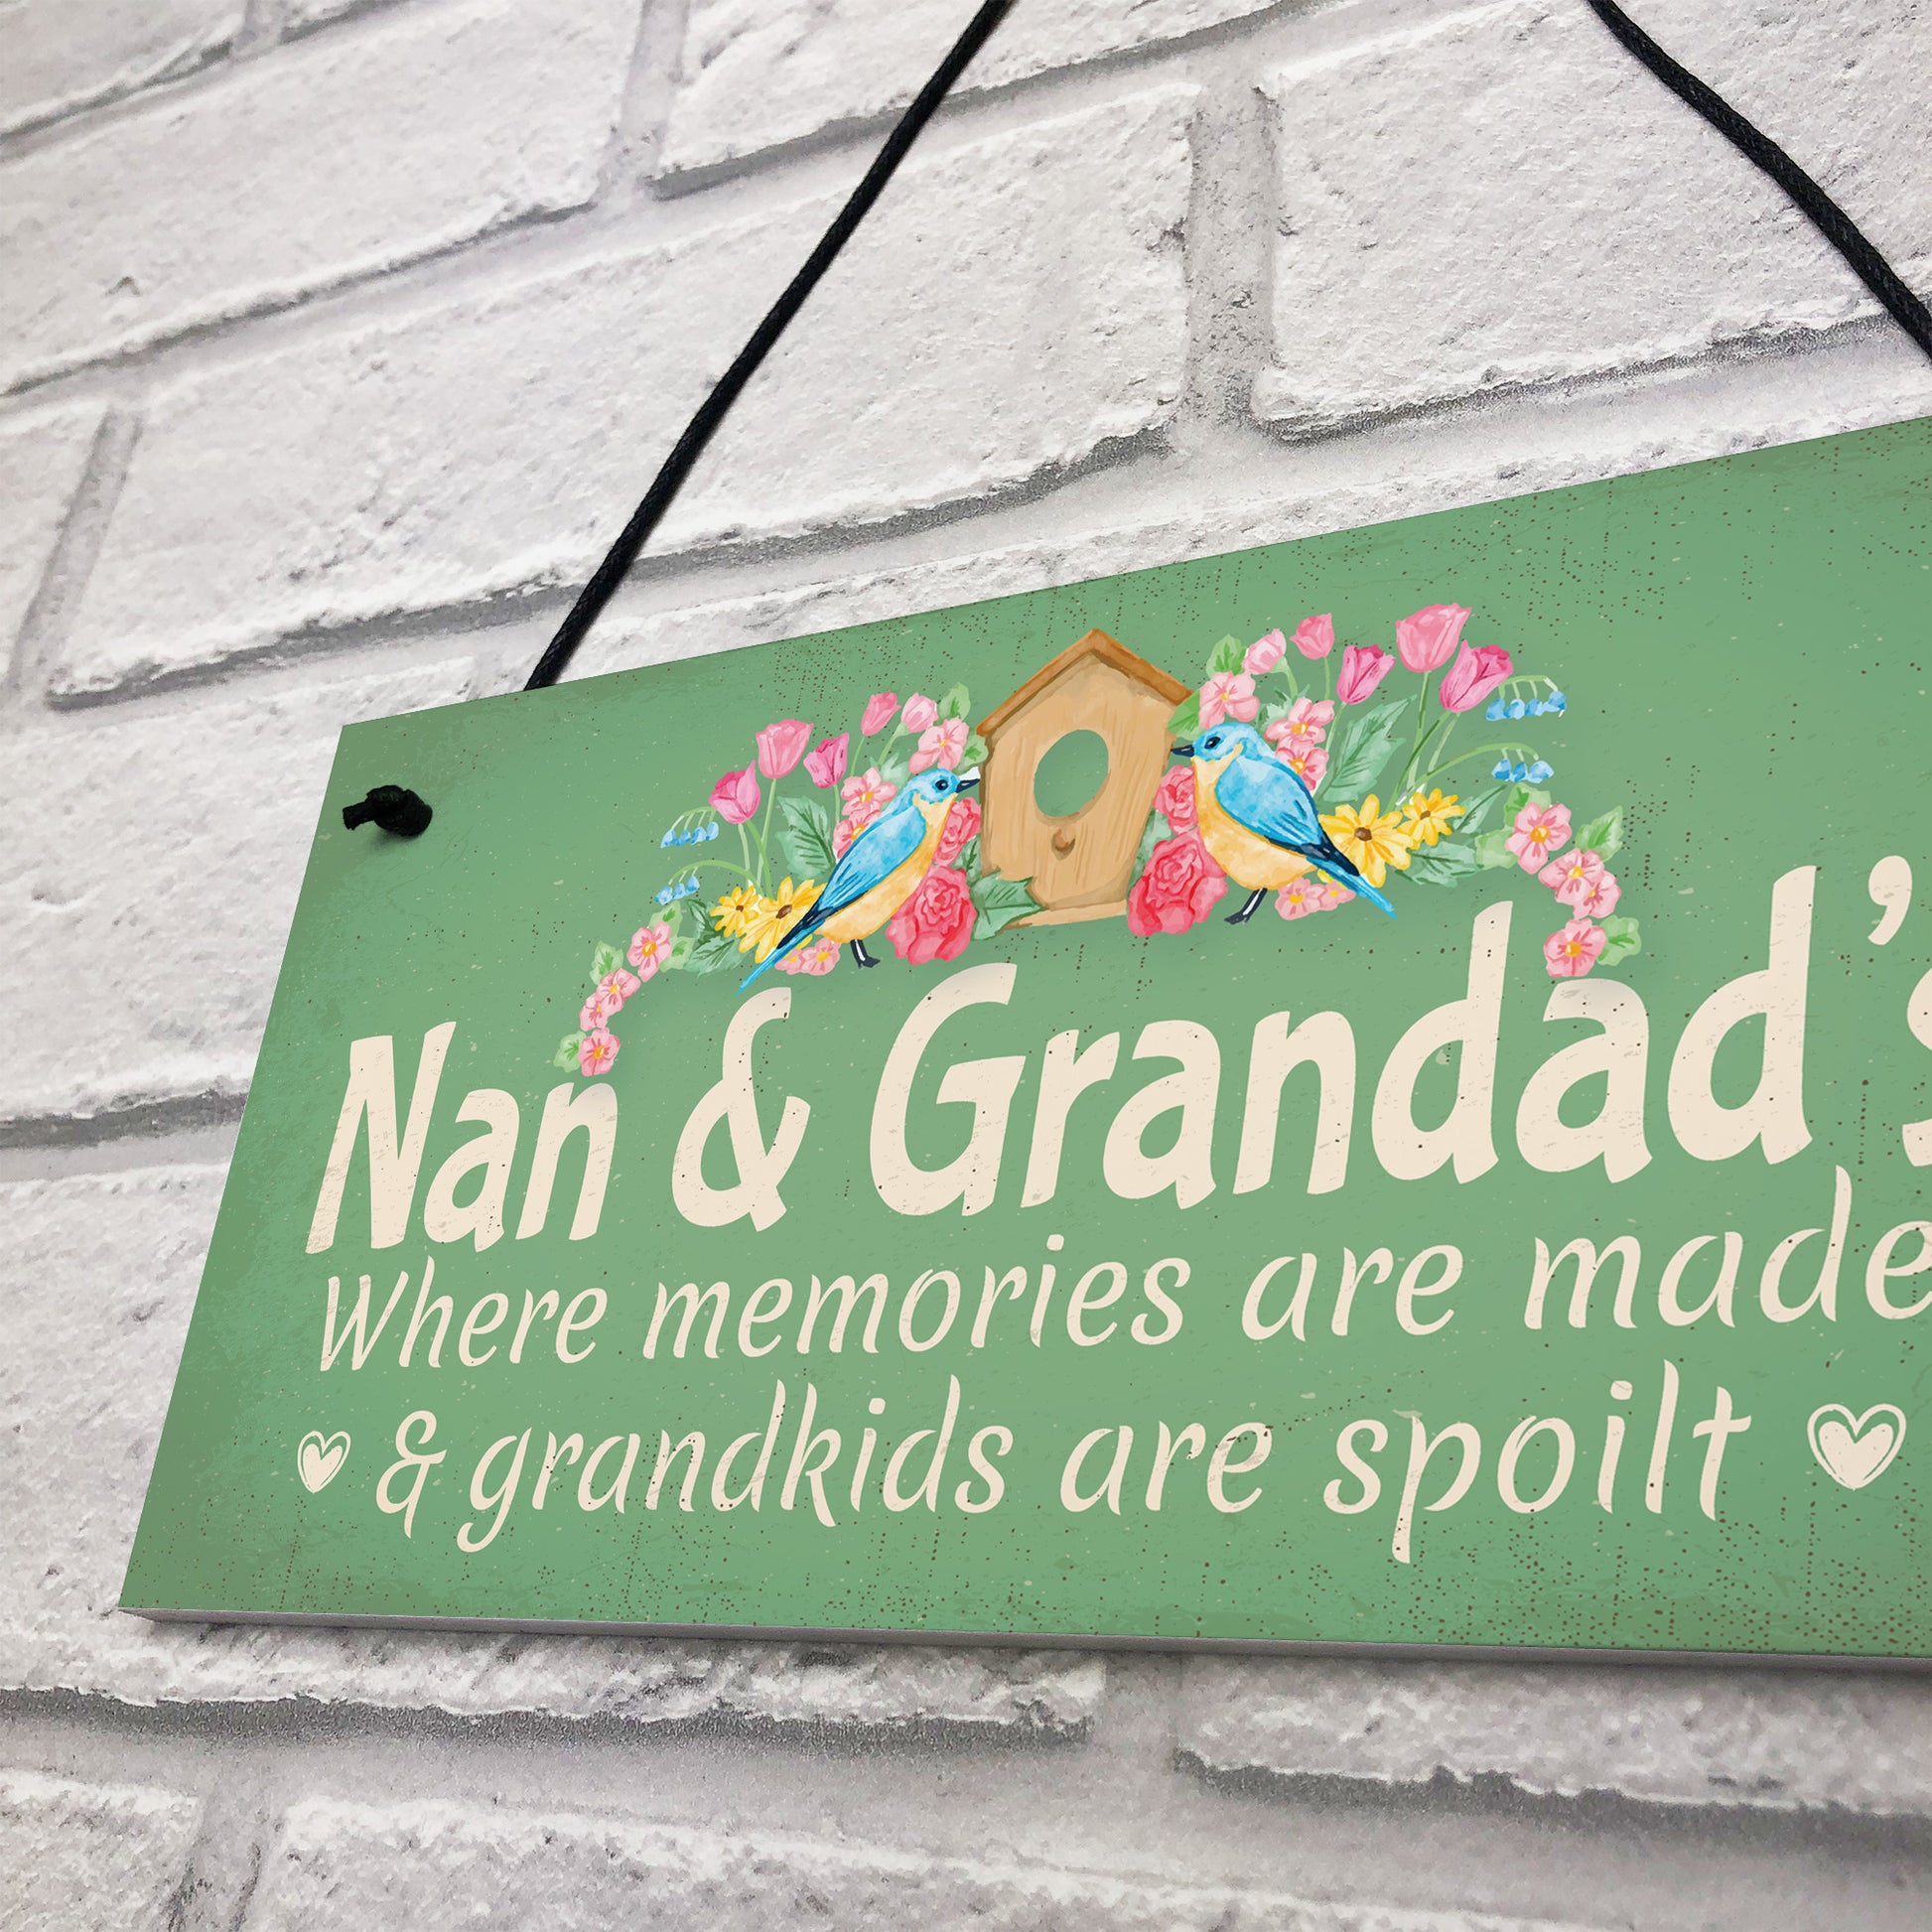 Nan & Grandad's
Where memories are made
& grandkids are spoilt